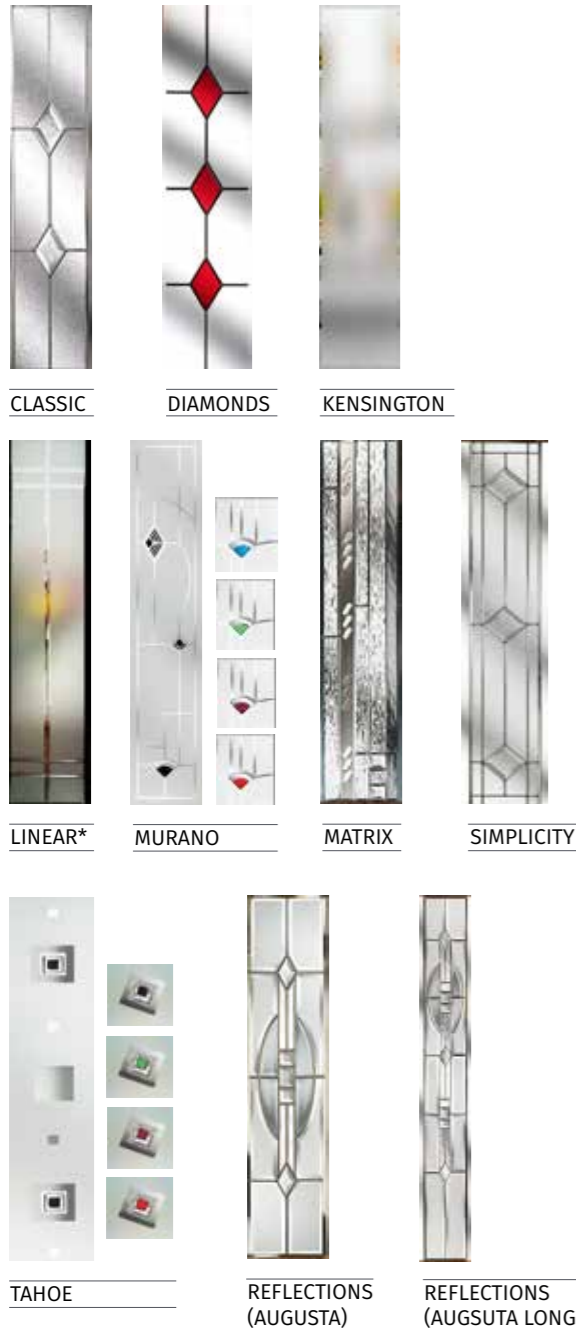 CLASSIC
DIAMONDS
KENSINGTON
LINEAR*
MURANO
MATRIX
SIMPLICITY
TAHOE
REFLECTIONS
(AUGUSTA)
REFLECTIONS
(AUGSUTA LONG